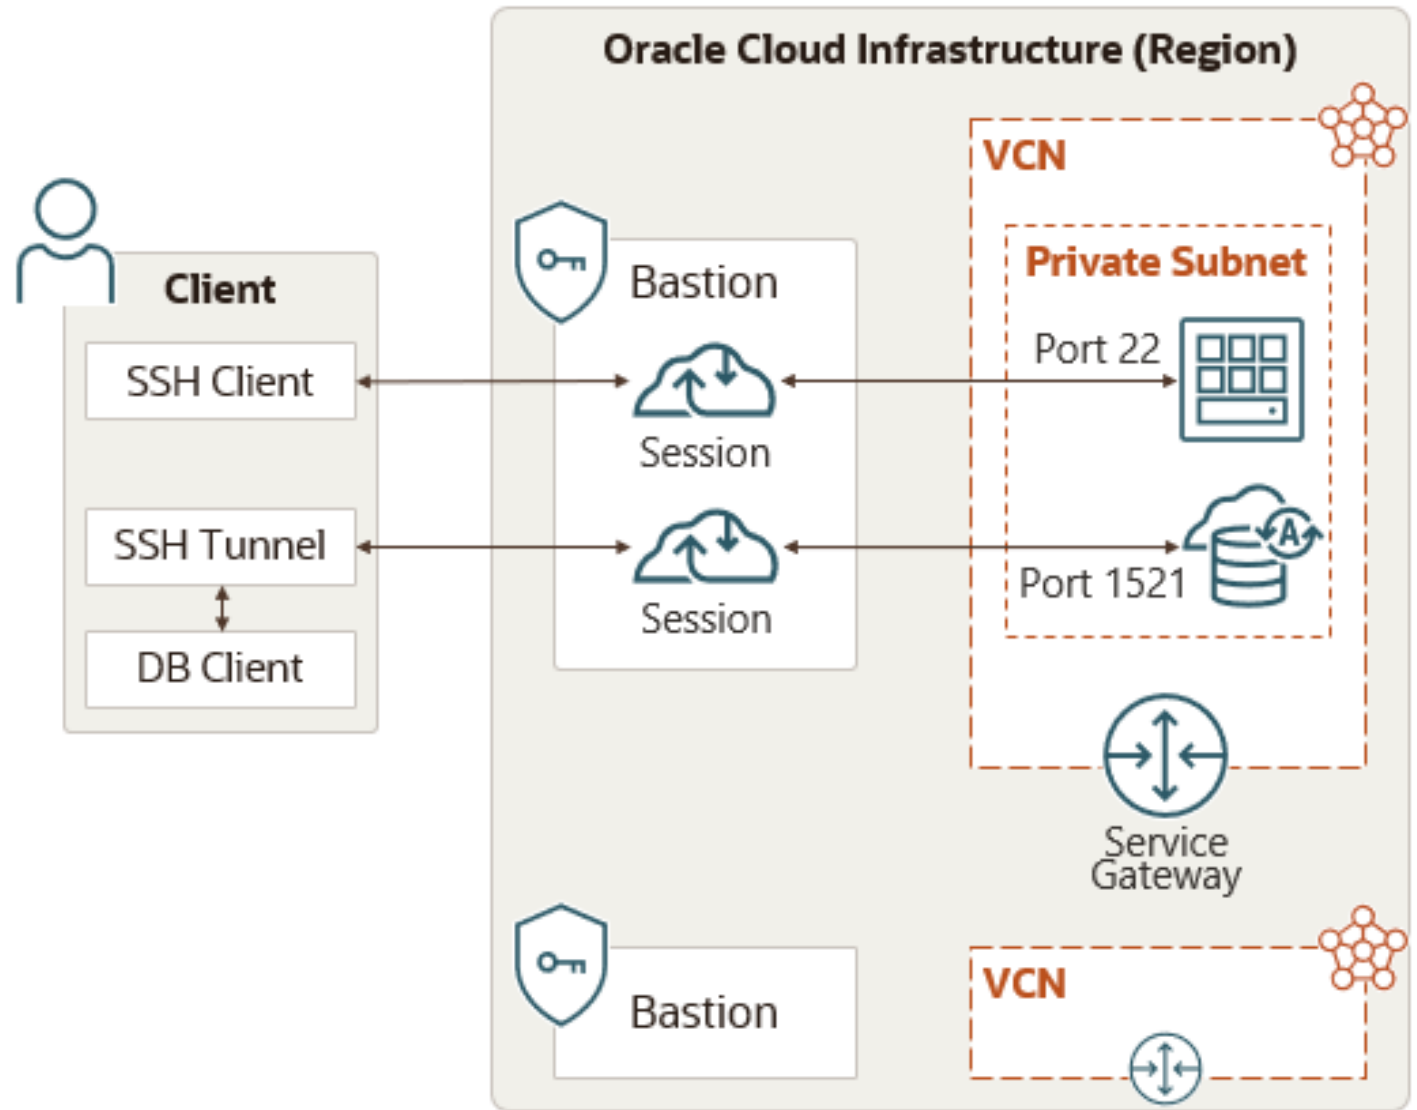 Oracle Cloud Infrastructure (Region)
VCN
Private Subnet
Client
Bastion
SSH Client
Session
Port 22
SSH Tunnel
Session
Port 1521
A
DB Client
Service
Gateway
Bastion
VCN